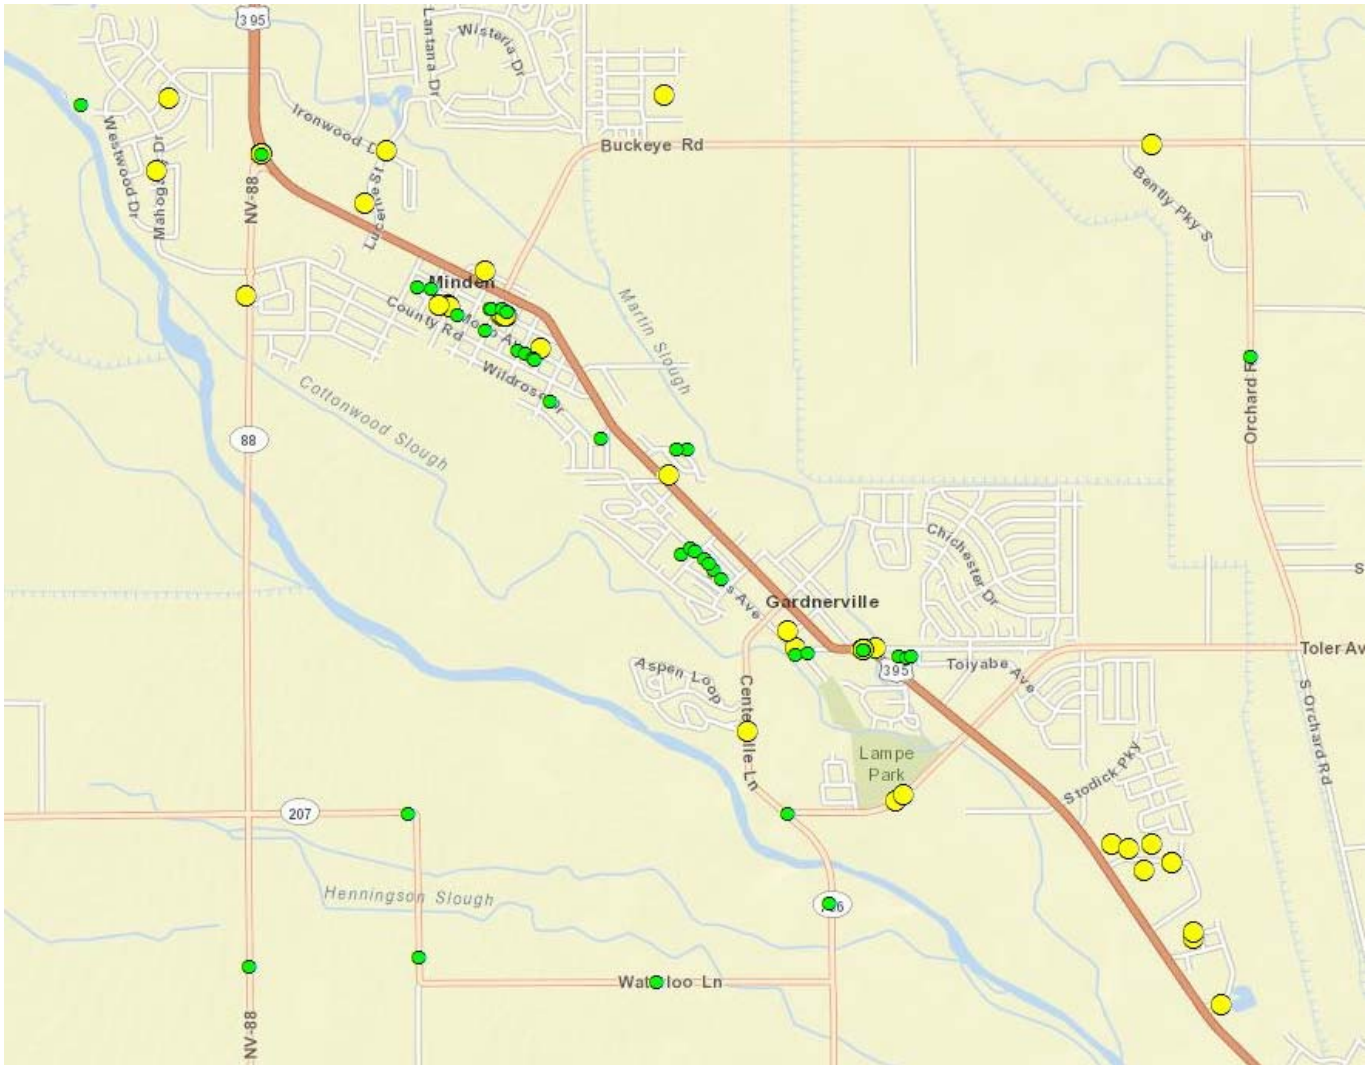 395
Lantana Dr
Wisteria Dr
Ironwood D
Buckeye Rd
Westwood Dr
Mahogany Dr
NV-88
Lucerne St
Bently Pky S
Minden
County Rd
Martin Slough
Wildrose Dr
Orchard R
Cottonwood Slough
88
Chichester Dr
s Ave
Gardnerville
S
Toler Av
Aspen Loop
395
Toiyabe Ave
Centerville Ln
S Orchard Rd
Lampe
Park
Stodick Pky
207
Henningson Slough
Waterloo Ln
NV-88